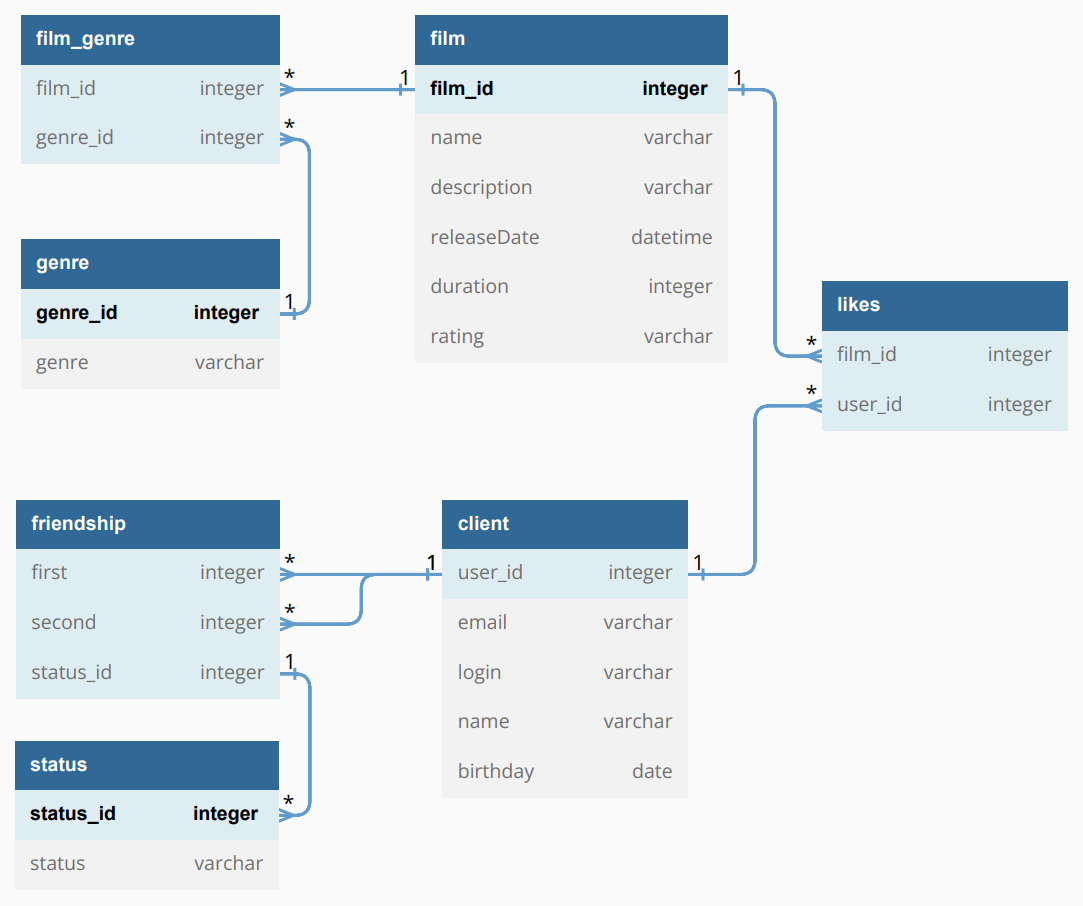 film_genre
film_id integer
genre_id integer
* 1
*
genre
genre_id integer
genre varchar
1
film
film_id integer
name varchar
description varchar
releaseDate datetime
duration integer
rating varchar
1
likes
film_id integer
user_id integer
*
*
friendship
first integer
second integer
status_id integer
* 1
*
1
status
status_id integer
status varchar
*
client
user_id integer
email varchar
login varchar
name varchar
birthday date
1